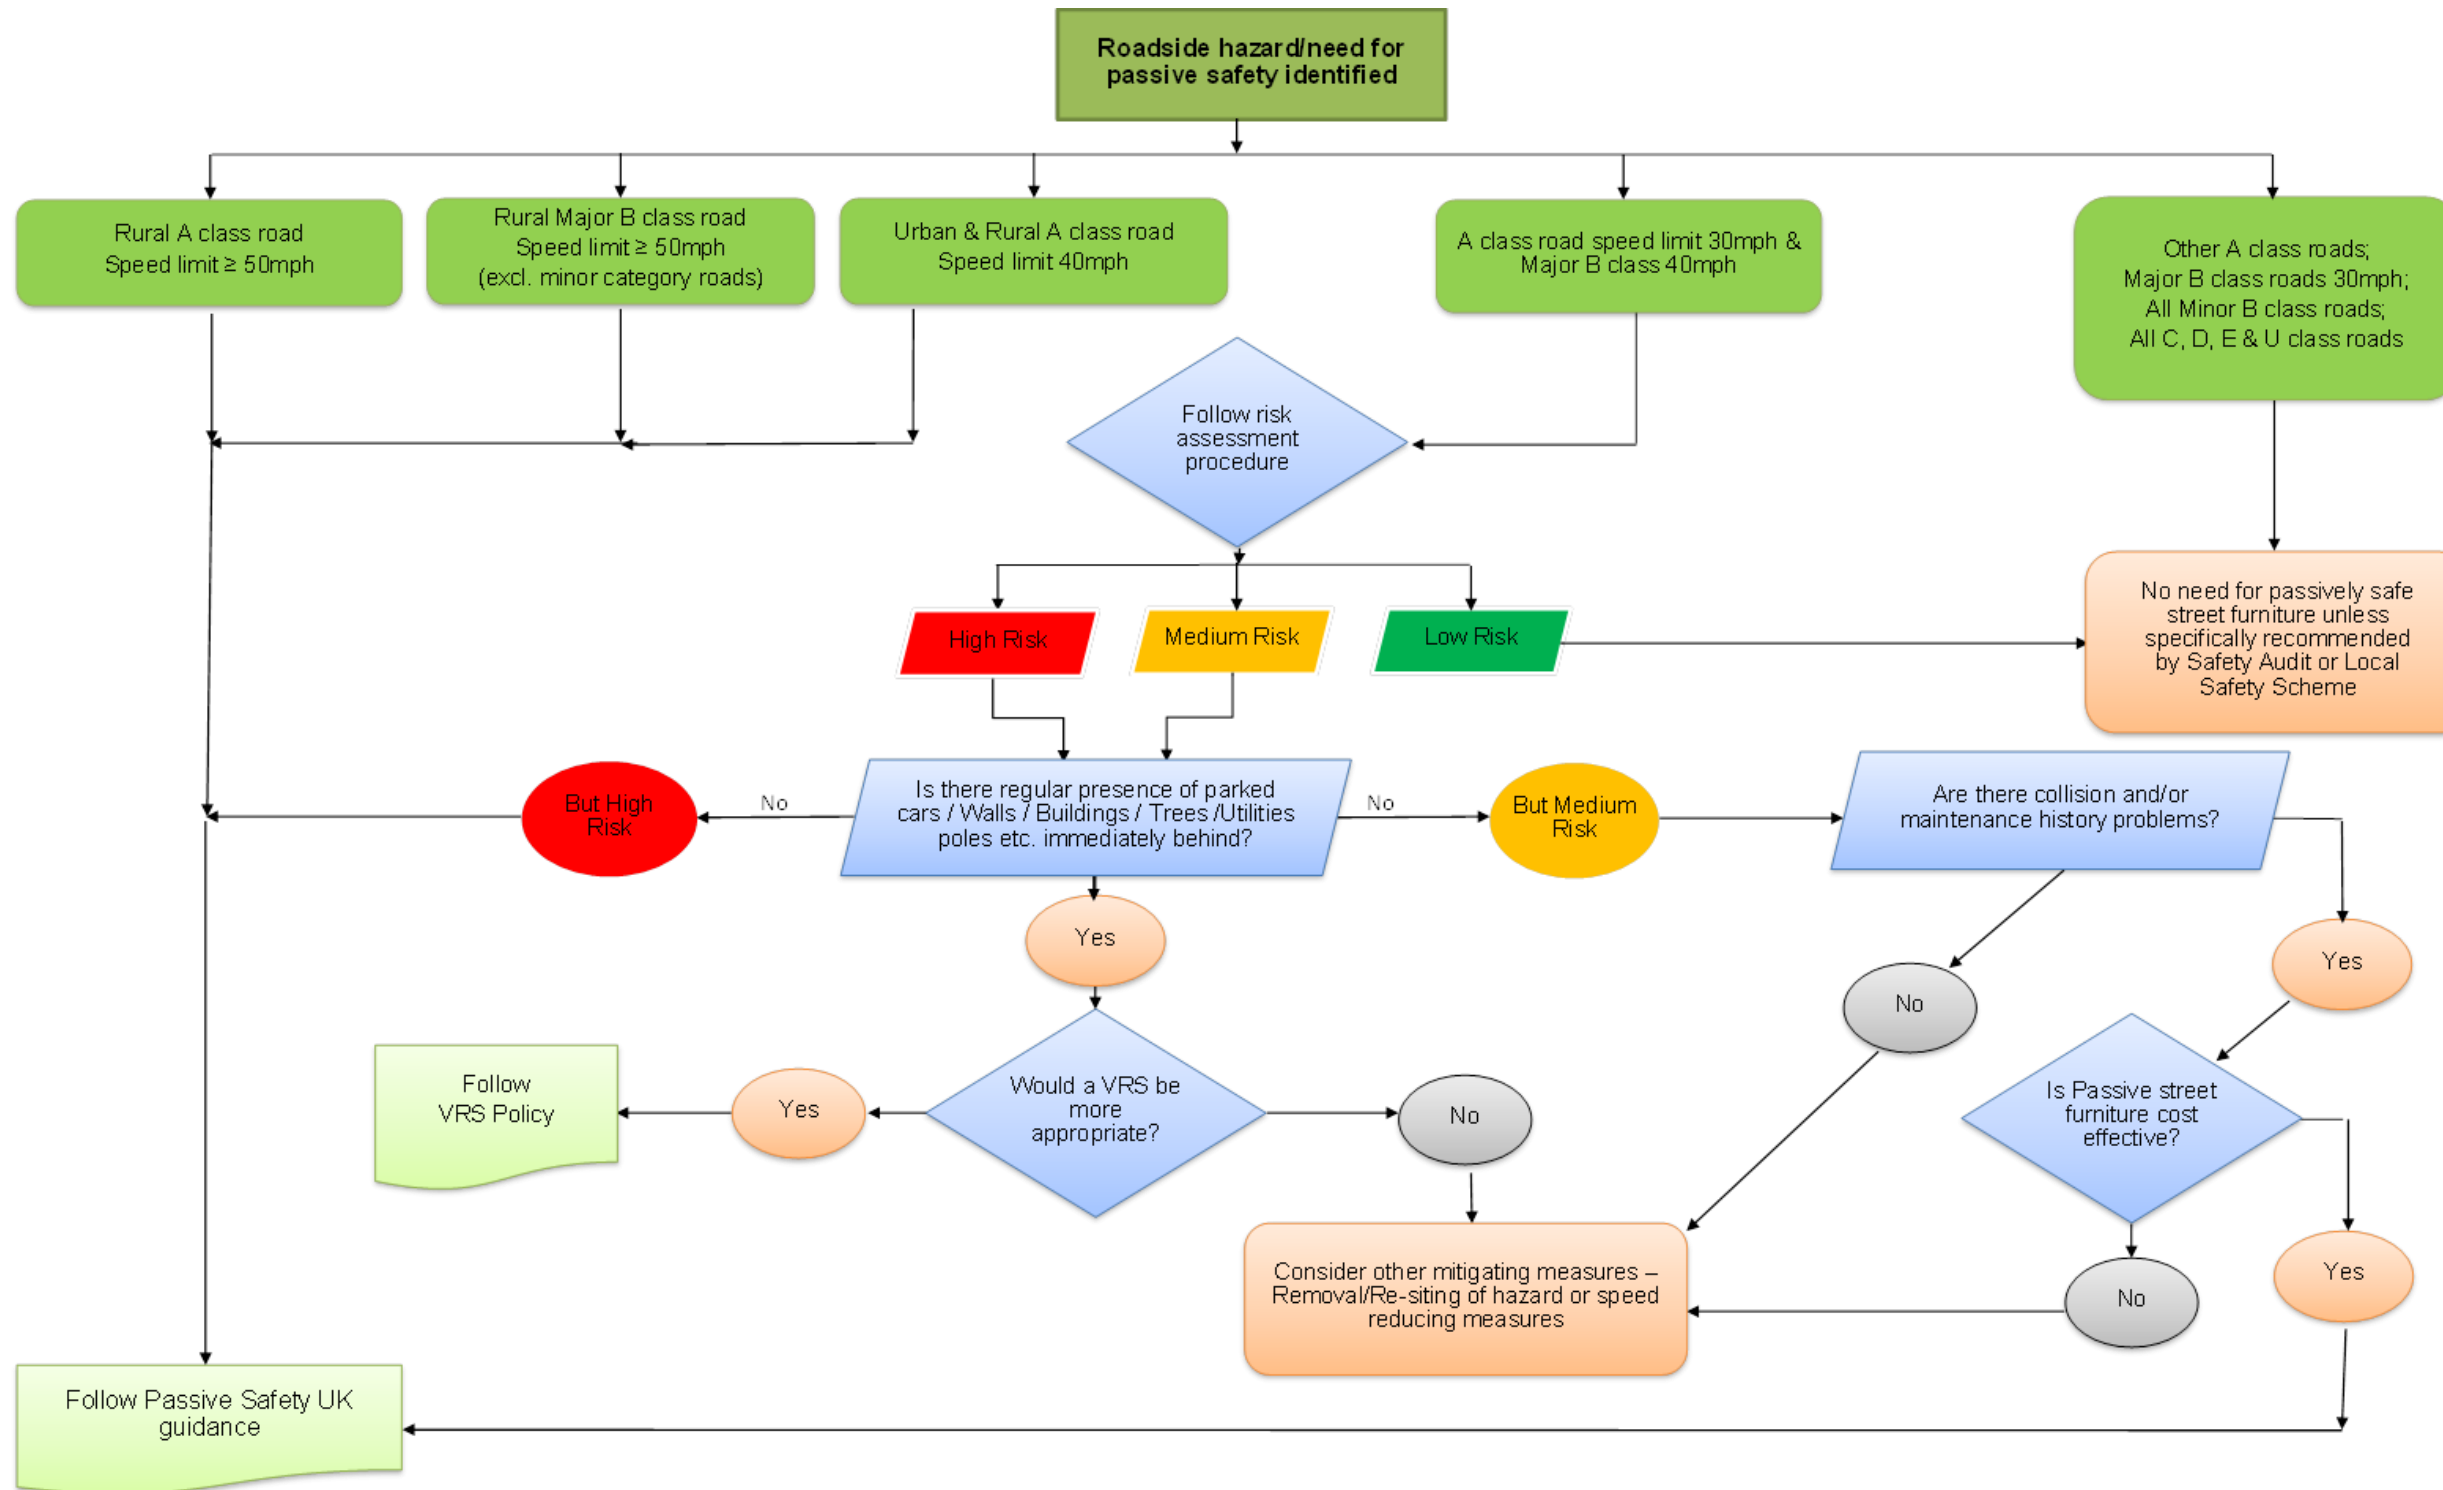 Roadside hazard/need for
passive safety identified
Rural A class road
Speed limit ≥ 50mph
Rural Major B class road
Speed limit ≥ 50mph
(excl. minor category roads)
Urban & Rural A class road
Speed limit 40mph
A class road speed limit 30mph &
Major B class 40mph
Other A class roads;
Major B class roads 30mph;
All Minor B class roads;
All C, D, E & U class roads
Follow risk
assessment
procedure
High Risk
Medium Risk
Low Risk
No need for passively safe
street furniture unless
specifically recommended
by Safety Audit or Local
Safety Scheme
But High
Risk
No
Is there regular presence of parked
cars / Walls / Buildings / Trees /Utilities
poles etc. immediately behind?
No
But Medium
Risk
Are there collision and/or
maintenance history problems?
Yes
No
Yes
Follow
VRS Policy
Yes
Would a VRS be
more
appropriate?
No
Is Passive street
furniture cost
effective?
Consider other mitigating measures –
Removal/Re-siting of hazard or speed
reducing measures
No
Yes
Follow Passive Safety UK
guidance